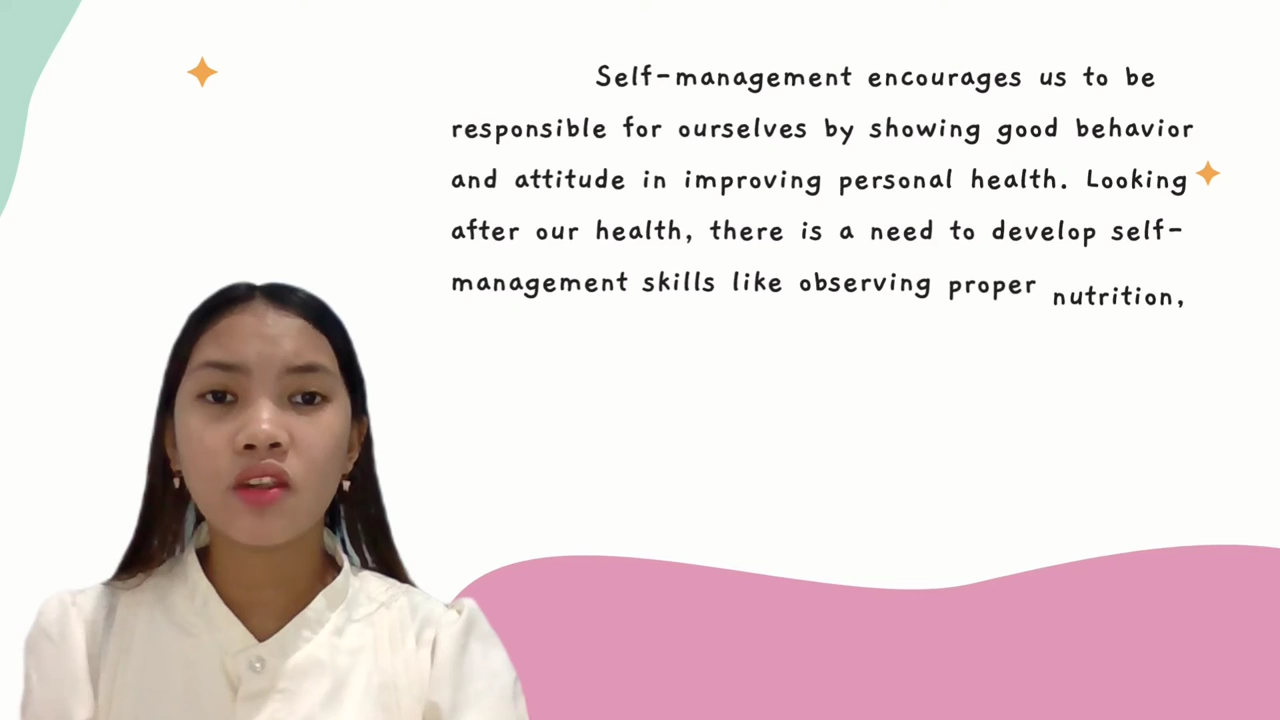 Self-management encourages us to be
responsible for ourselves by showing good behavior
and attitude in improving personal health. Looking
after our health, there is a need to develop self-
management skills like observing proper nutrition,